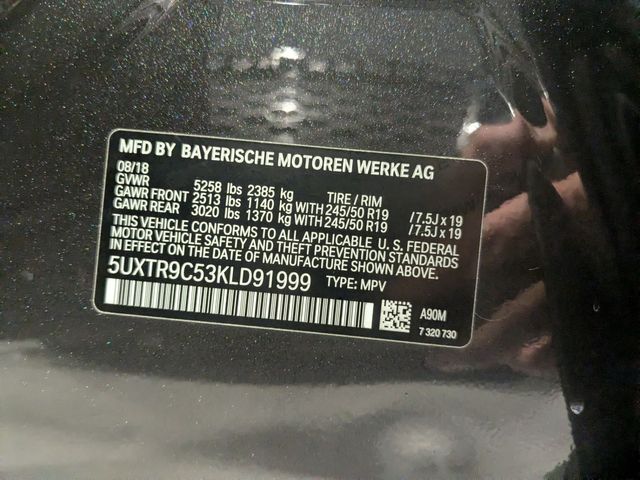 MFD BY BAYERISCHE MOTOREN WERKE AG
08/18
GVWR 5258 lbs 2385 kg TIRE / RIM
GAWR FRONT 2513 lbs 1140 kg WITH 245/50 R19 /7.5J x 19
GAWR REAR 3020 lbs 1370 kg WITH 245/50 R19 /7.5J x 19
THIS VEHICLE CONFORMS TO ALL APPLICABLE U. S. FEDERAL
MOTOR VEHICLE SAFETY AND THEFT PREVENTION STANDARDS
IN EFFECT ON THE DATE OF MANUFACTURE SHOWN ABOVE.
5UXTR9C53KLD91999 TYPE: MPV
A90M
7 320 730